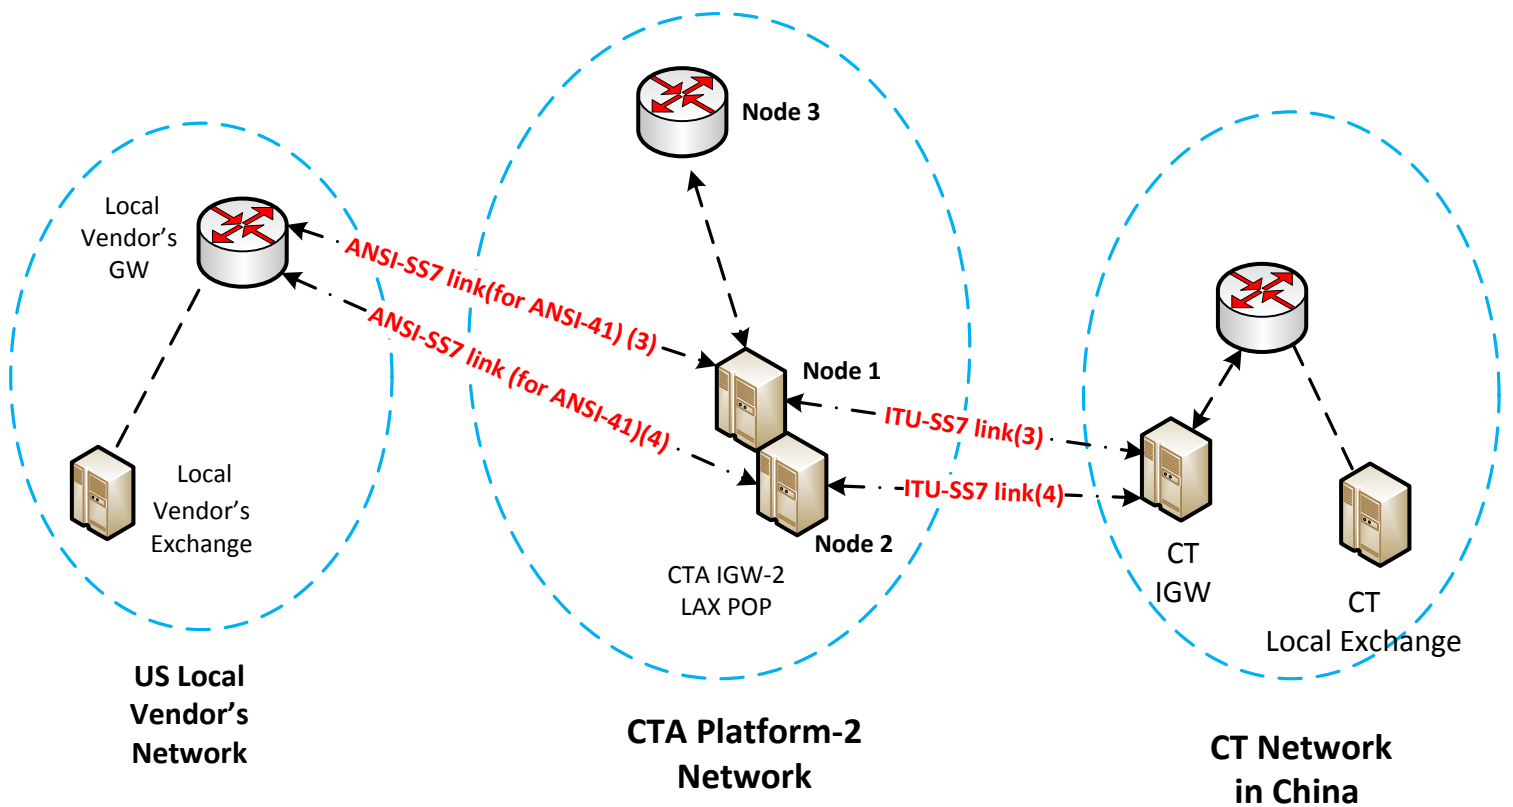 Node 3
Local
Vendor's
GW
ANSI-SS7 link(for ANSI-41) (3)
ANSI-SS7 link (for ANSI-41)(4)
Node 1
ITU-SS7 link(3)
ITU-SS7 link(4)
Local
Vendor's
Exchange
Node 2
CTA IGW-2
LAX POP
CT
IGW
CT
Local Exchange
US Local
Vendor's
Network
CTA Platform-2
Network
CT Network
in China